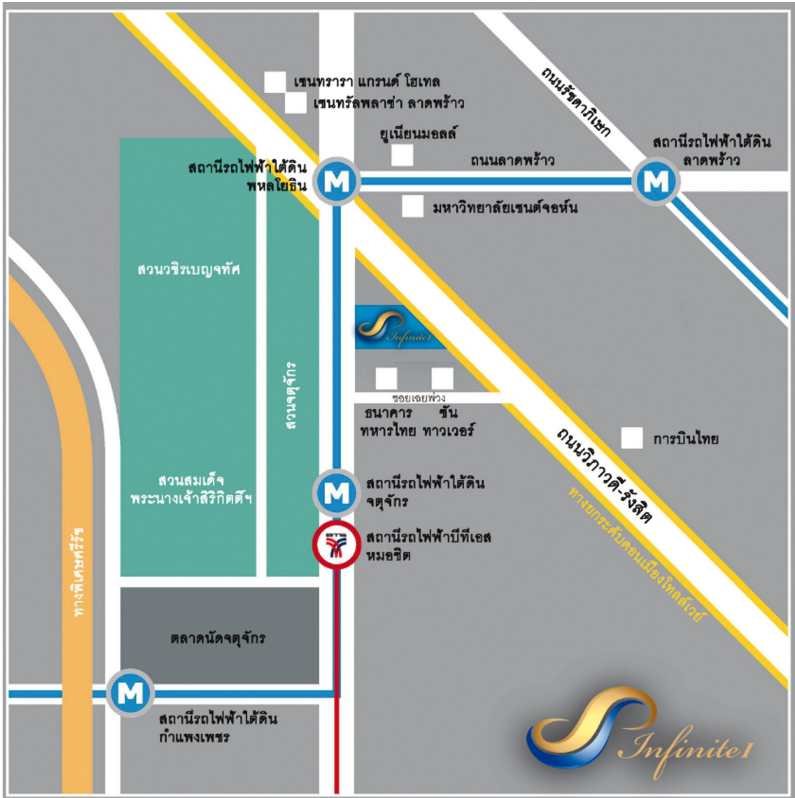 เซนทารา แกรนด์ โฮเทล
เซนทรัลพลาซ่า ลาดพร้าว
ถนนรัชดาภิเษก
ยูเนียนมอลล์
ถนนลาดพร้าว
สถานีรถไฟฟ้าใต้ดิน
ลาดพร้าว
สถานีรถไฟฟ้าใต้ดิน
พหลโยธิน
M
M
มหาวิทยาลัยเซนต์จอห์น
สวนวชิรเบญจทัศ
Infinite I
สวนจตุจักร
ซอยเฉยพ่วง
ธนาคาร
ทหารไทย
ซัน
ทาวเวอร์
ถนนวิภาวดี-รังสิต
การบินไทย
ทางยกระดับดอนเมืองโทลล์เวย์
สวนสมเด็จ
พระนางเจ้าสิริกิตติ์ฯ
M
สถานีรถไฟฟ้าใต้ดิน
จตุจักร
BTS
สถานีรถไฟฟ้าบีทีเอส
หมอชิต
ทางพิเศษศรีรัช
ตลาดนัดจตุจักร
M
สถานีรถไฟฟ้าใต้ดิน
กำแพงเพชร
Infinite I